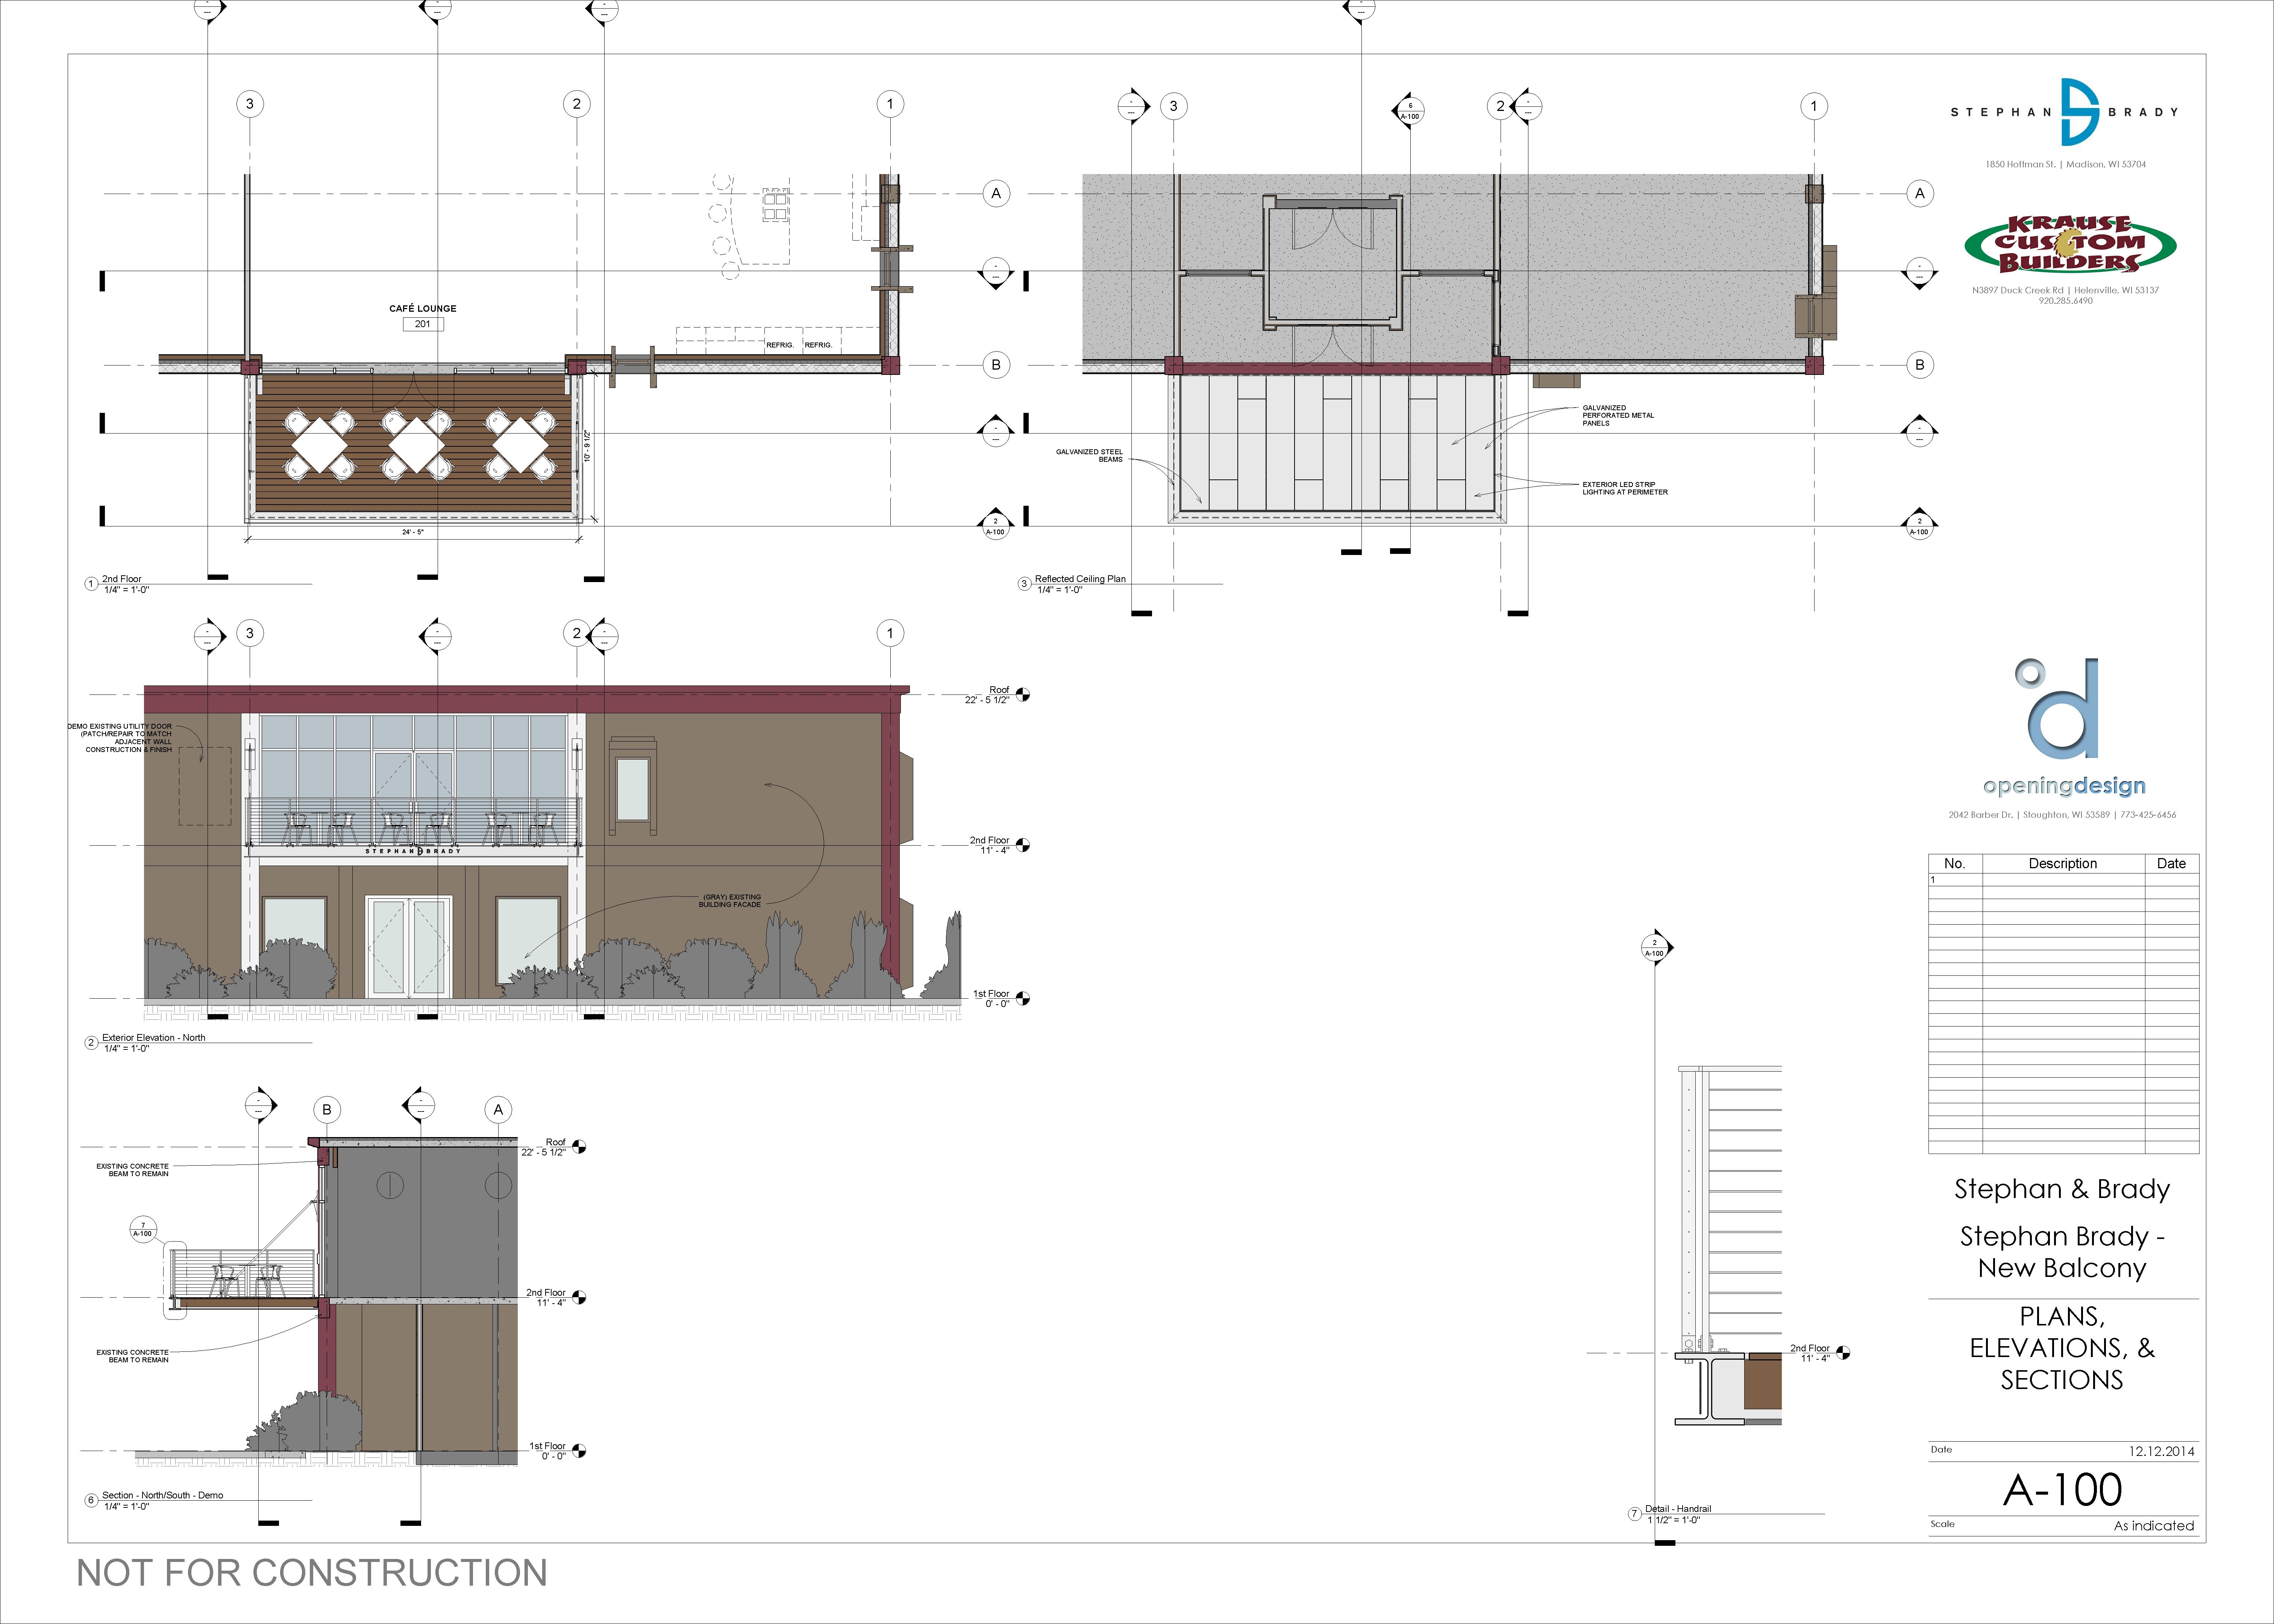 3
2
1
A
B
CAFÉ LOUNGE
201
REFRIG.
REFRIG.
10' - 9 1/2"
24' - 5"
-
---
-
---
-
---
-
---
-
---
2
A-100
1
2nd Floor
1/4" = 1'-0"
-
---
-
---
3
6
A-100
2
-
---
1
A
B
-
---
-
---
2
A-100
GALVANIZED
PERFORATED METAL
PANELS
GALVANIZED STEEL
BEAMS
EXTERIOR LED STRIP
LIGHTING AT PERIMETER
3
Reflected Ceiling Plan
1/4" = 1'-0"
-
---
3
-
---
2
-
---
1
Roof
22' - 5 1/2"
DEMO EXISTING UTILITY DOOR
(PATCH/REPAIR TO MATCH
ADJACENT WALL
CONSTRUCTION & FINISH
2nd Floor
11' - 4"
STEPHAN BRADY
(GRAY) EXISTING
BUILDING FACADE
1st Floor
0' - 0"
2
Exterior Elevation - North
1/4" = 1'-0"
-
---
B
-
---
A
Roof
22' - 5 1/2"
EXISTING CONCRETE
BEAM TO REMAIN
7
A-100
2nd Floor
11' - 4"
EXISTING CONCRETE
BEAM TO REMAIN
1st Floor
0' - 0"
6
Section - North/South - Demo
1/4" = 1'-0"
2
A-100
2nd Floor
11' - 4"
7
Detail - Handrail
1 1/2" = 1'-0"
STEPHAN BRADY
1850 Hoffman St. | Madison, WI 53704
KRAUSE
CUSTOM
BUILDERS
N3897 Duck Creek Rd | Helenville, WI 53137
920.285.6490
openingdesign
2042 Barber Dr. | Stoughton, WI 53589 | 773-425-6456
No. Description Date
1
Stephan & Brady
Stephan Brady -
New Balcony
PLANS,
ELEVATIONS, &
SECTIONS
Date 12.12.2014
A-100
Scale As indicated
NOT FOR CONSTRUCTION